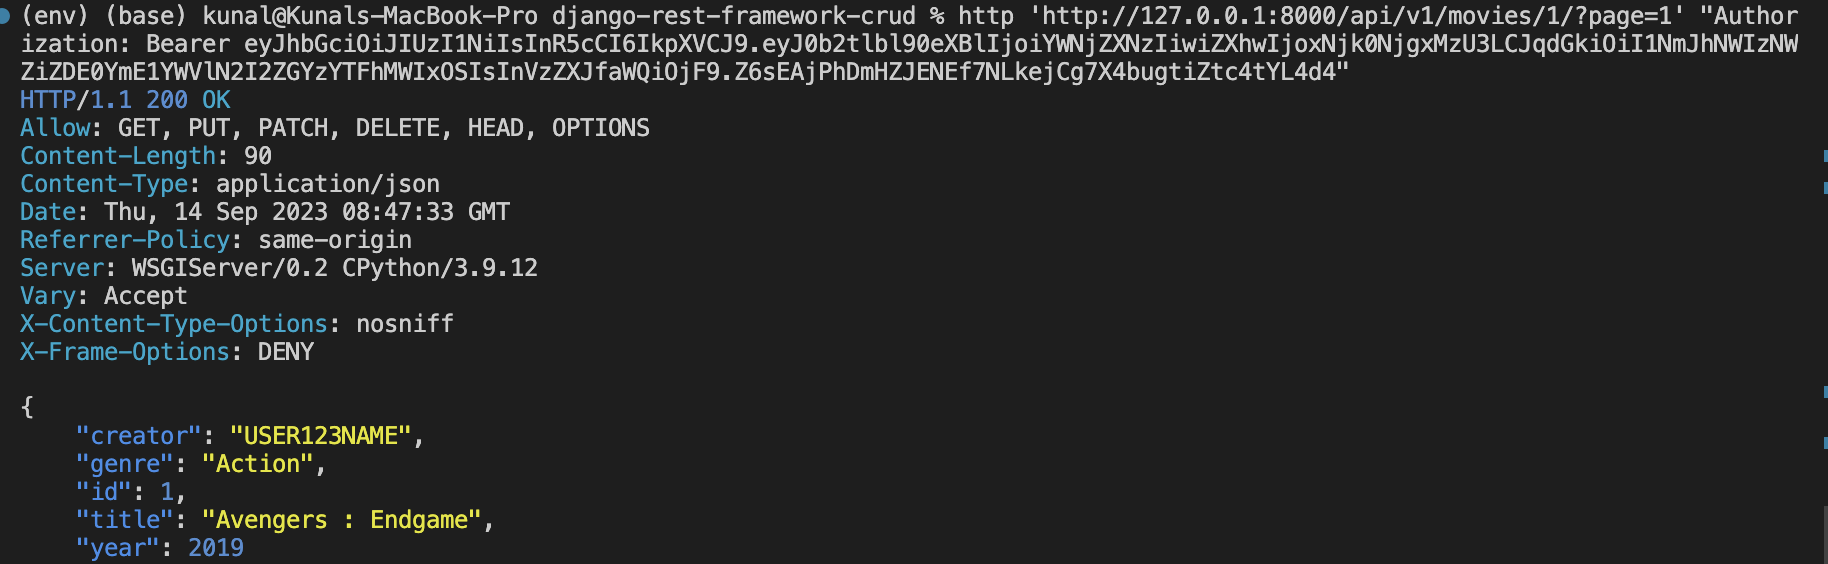 (env) (base) kunal@Kunals-MacBook-Pro django-rest-framework-crud % http 'http://127.0.0.1:8000/api/v1/movies/1/?page=1' "Author
ization: Bearer eyJhbGciOiJIUzI1NiIsInR5cCI6IkpXVCJ9.eyJ0b2tlbl90eXBlIjoiYWNjZXNzIiwiZXhwIjoxNjk0NjgxMzU3LCJqdGkiOiI1NmJhNWIzNW
ZiZDE0YmE1YWVlN2I2ZGYzYTFhMWIxOSIsInVzZXJfaWQiOjF9.Z6sEAjPhDmHZJENEf7NLkejCg7X4bugtiZtc4tYL4d4"
HTTP/1.1 200 OK
Allow: GET, PUT, PATCH, DELETE, HEAD, OPTIONS
Content-Length: 90
Content-Type: application/json
Date: Thu, 14 Sep 2023 08:47:33 GMT
Referrer-Policy: same-origin
Server: WSGIServer/0.2 CPython/3.9.12
Vary: Accept
X-Content-Type-Options: nosniff
X-Frame-Options: DENY
{
"creator": "USER123NAME",
"genre": "Action",
"id": 1,
"title": "Avengers : Endgame",
"year": 2019